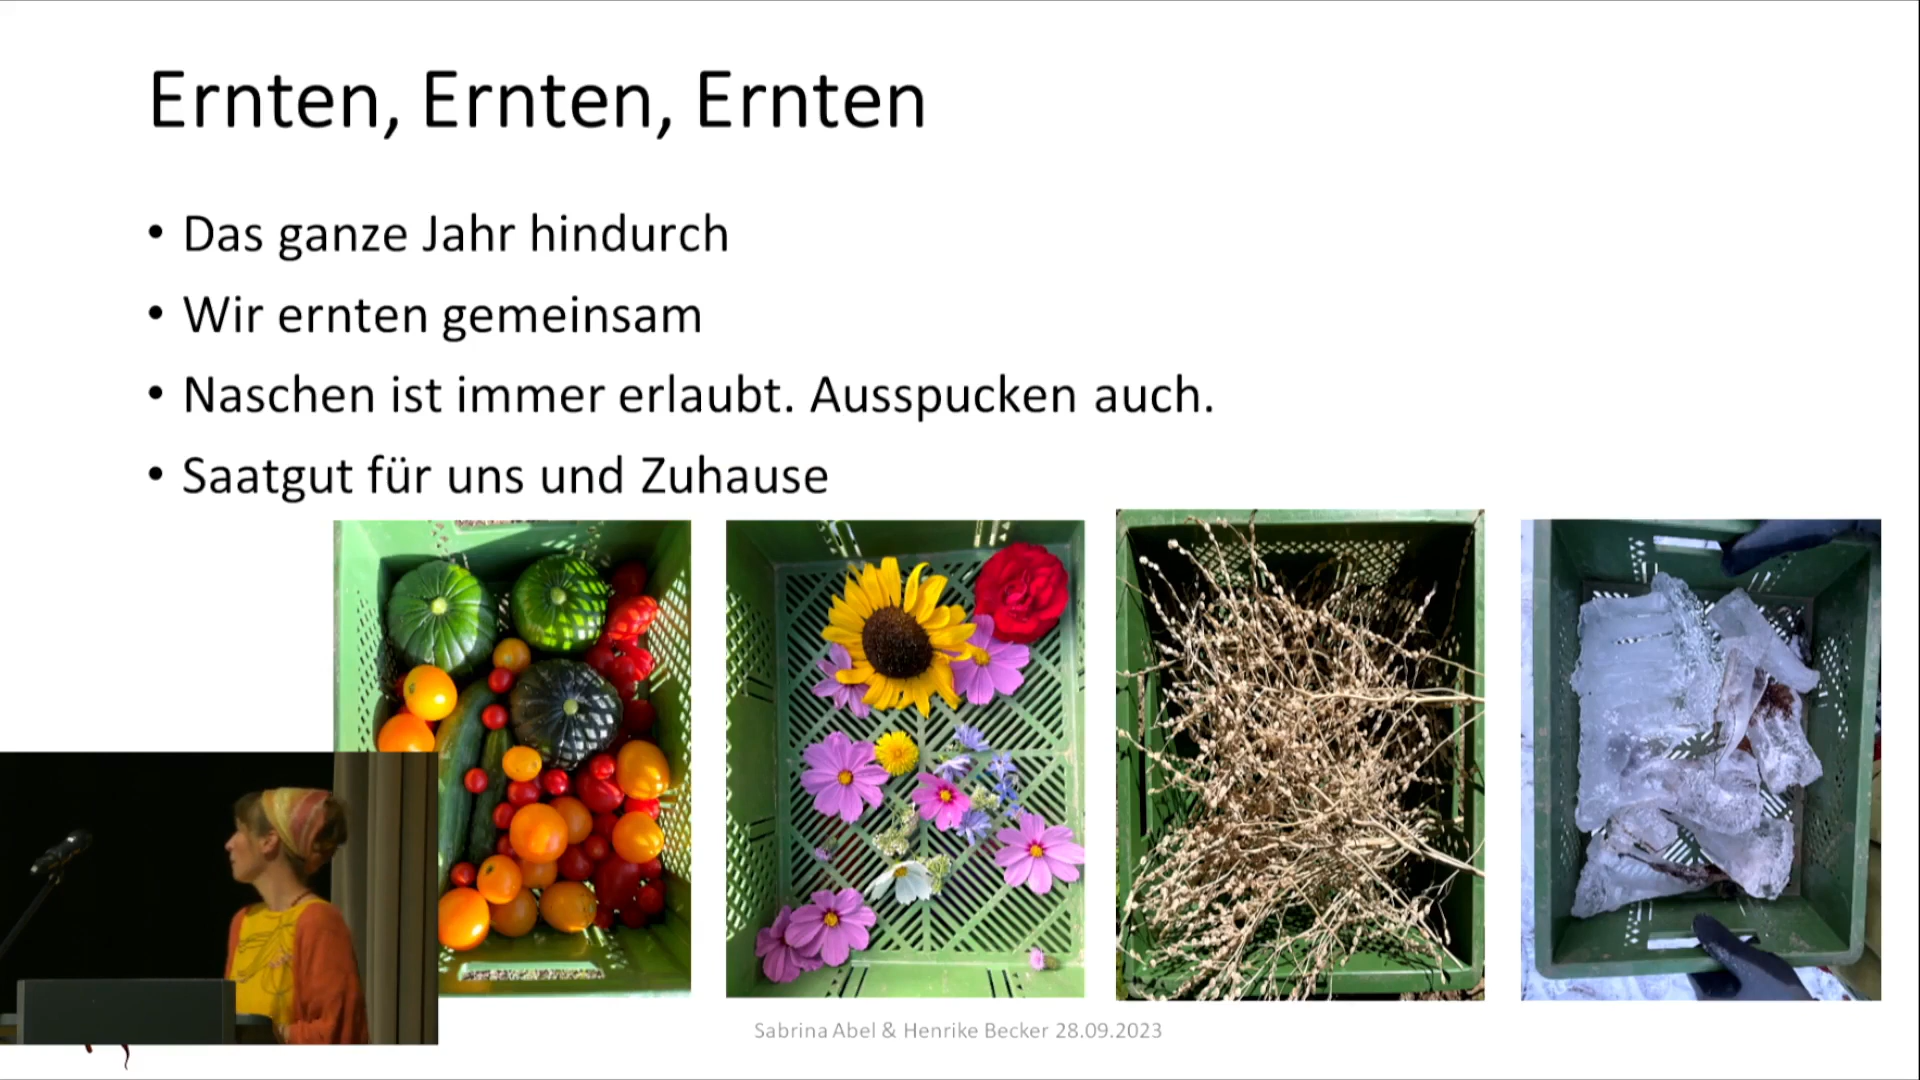 Ernten, Ernten, Ernten
• Das ganze Jahr hindurch
• Wir ernten gemeinsam
• Naschen ist immer erlaubt. Ausspucken auch.
• Saatgut für uns und Zuhause
Sabrina Abel & Henrike Becker 28.09.2023